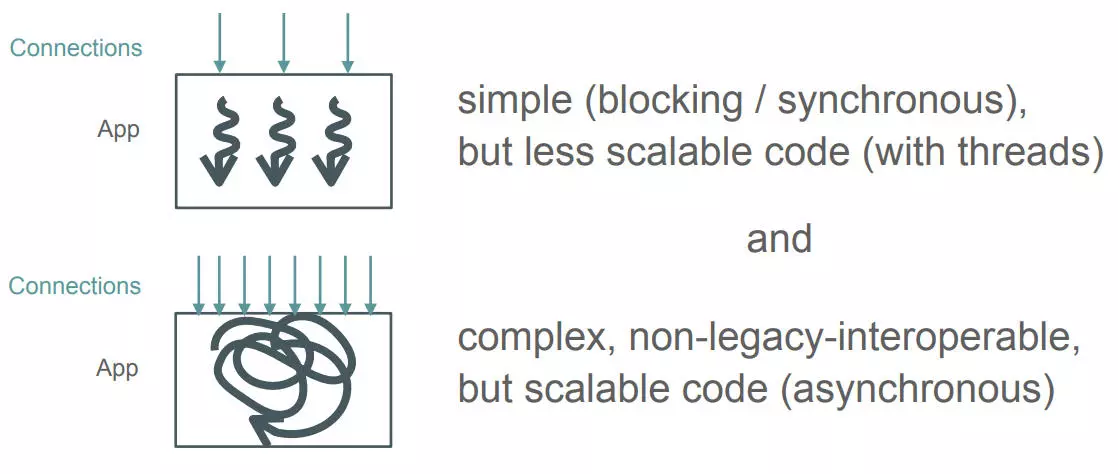 Connections
App
simple (blocking / synchronous),
but less scalable code (with threads)
and
Connections
App
complex, non-legacy-interoperable,
but scalable code (asynchronous)